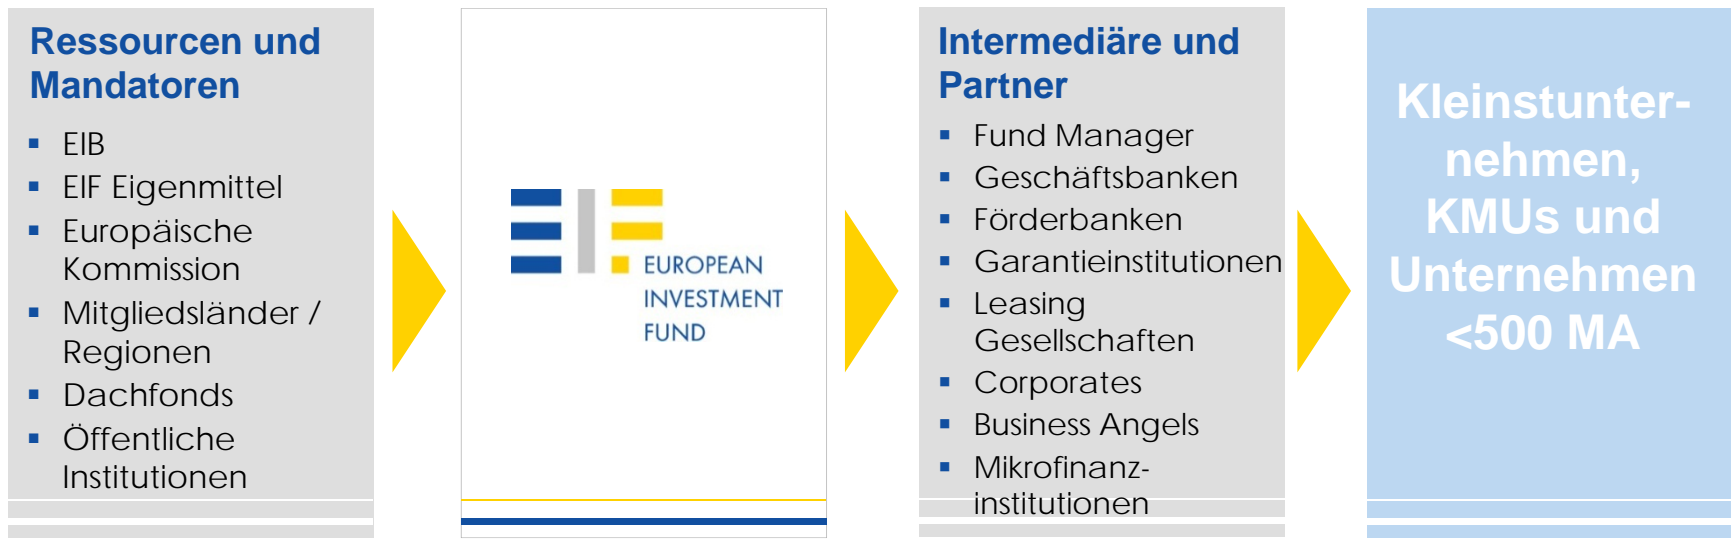 Ressourcen und
Mandatoren
▪ EIB
▪ EIF Eigenmittel
▪ Europäische
Kommission
▪ Mitgliedsländer /
Regionen
▪ Dachfonds
▪ Öffentliche
Institutionen
EUROPEAN
INVESTMENT
FUND
Intermediäre und
Partner
▪ Fund Manager
▪ Geschäftsbanken
▪ Förderbanken
▪ Garantieinstitutionen
▪ Leasing
Gesellschaften
▪ Corporates
▪ Business Angels
▪ Mikrofinanz-
institutionen
Kleinstunter-
nehmen,
KMUs und
Unternehmen
<500 MA